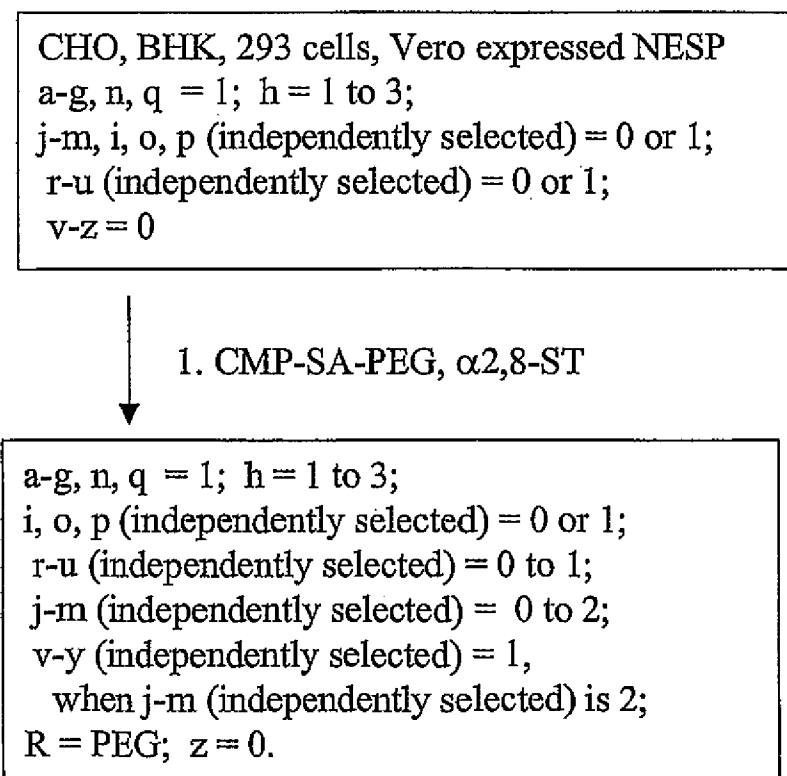 CHO, BHK, 293 cells, Vero expressed NESP
a-g, n, q = 1; h = 1 to 3;
j-m, i, o, p (independently selected) = 0 or 1;
r-u (independently selected) = 0 or 1;
v-z = 0
1. CMP-SA-PEG, α2,8-ST
a-g, n, q = 1; h = 1 to 3;
i, o, p (independently selected) = 0 or 1;
r-u (independently selected) = 0 to 1;
j-m (independently selected) = 0 to 2;
v-y (independently selected) = 1,
when j-m (independently selected) is 2;
R = PEG; z = 0.